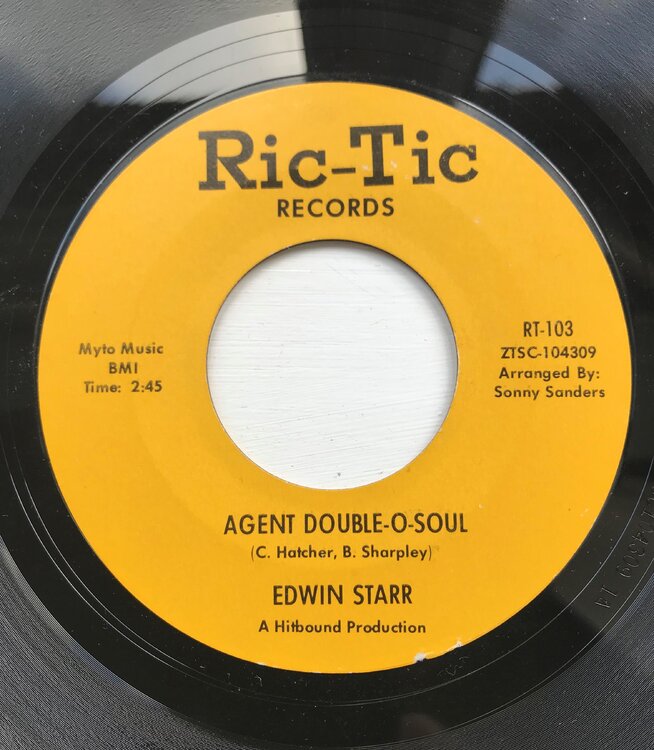 Ric-Tic
RECORDS
Myto Music
BMI
Time: 2:45
RT-103
ZTSC-104309
Arranged By:
Sonny Sanders
AGENT DOUBLE-O-SOUL
(C. Hatcher, B. Sharpley)
EDWIN STARR
A Hitbound Production